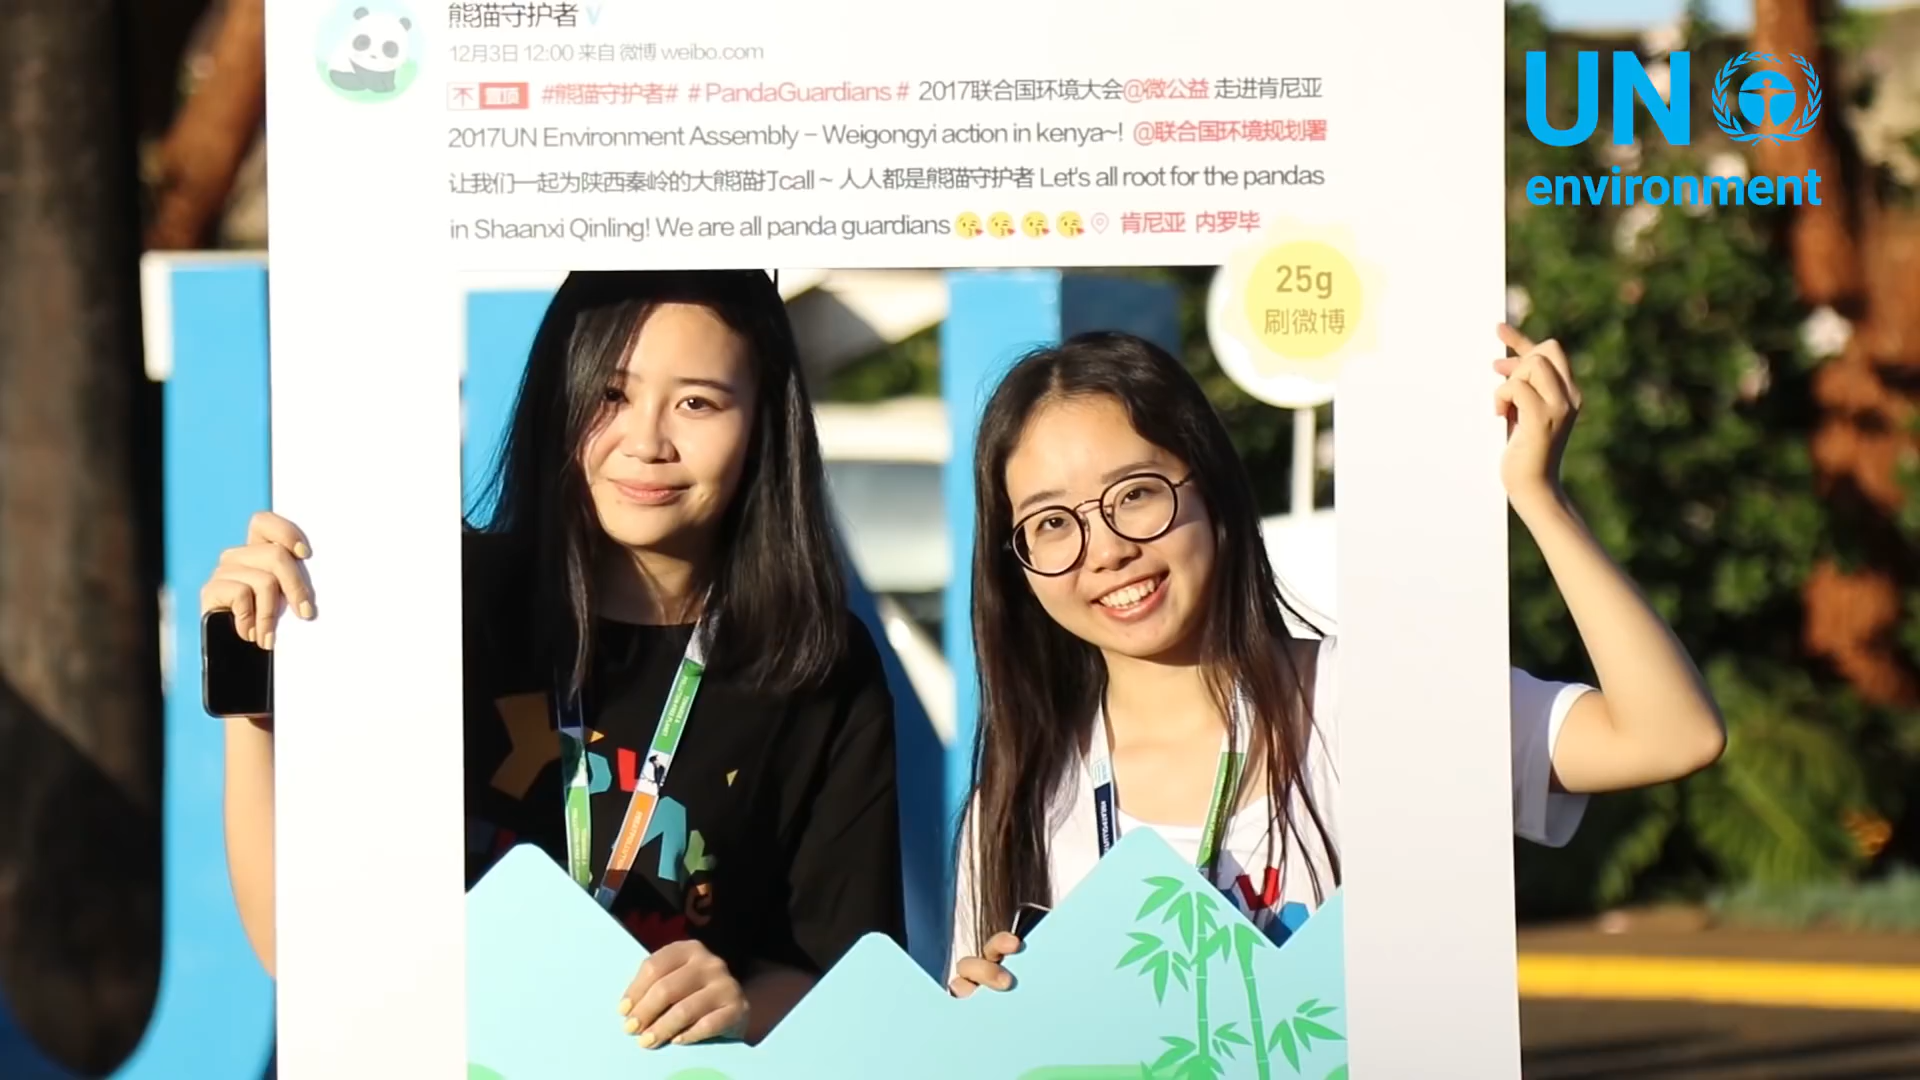 熊猫守护者
12月3日 12:00 来自 微博 weibo.com
置顶 #熊猫守护者# #PandaGuardians# 2017联合国环境大会@微公益 走进肯尼亚
2017UN Environment Assembly – Weigongyi action in kenya~! @联合国环境规划署
让我们一起为陕西秦岭的大熊猫打call ~ 人人都是熊猫守护者 Let's all root for the pandas
in Shaanxi Qinling! We are all panda guardians 😘😘😘😘 肯尼亚 内罗毕
25g
刷微博
UN
environment